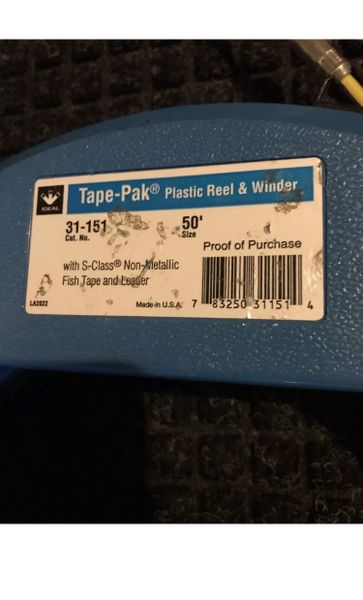 IDEAL
Tape-Pak® Plastic Reel & Winder
31-151 50'
Cat. No. Size
Proof of Purchase
with S-Class® Non-Metallic
Fish Tape and Leader
LA2922 Made in U.S.A. 7 83250 31151 4